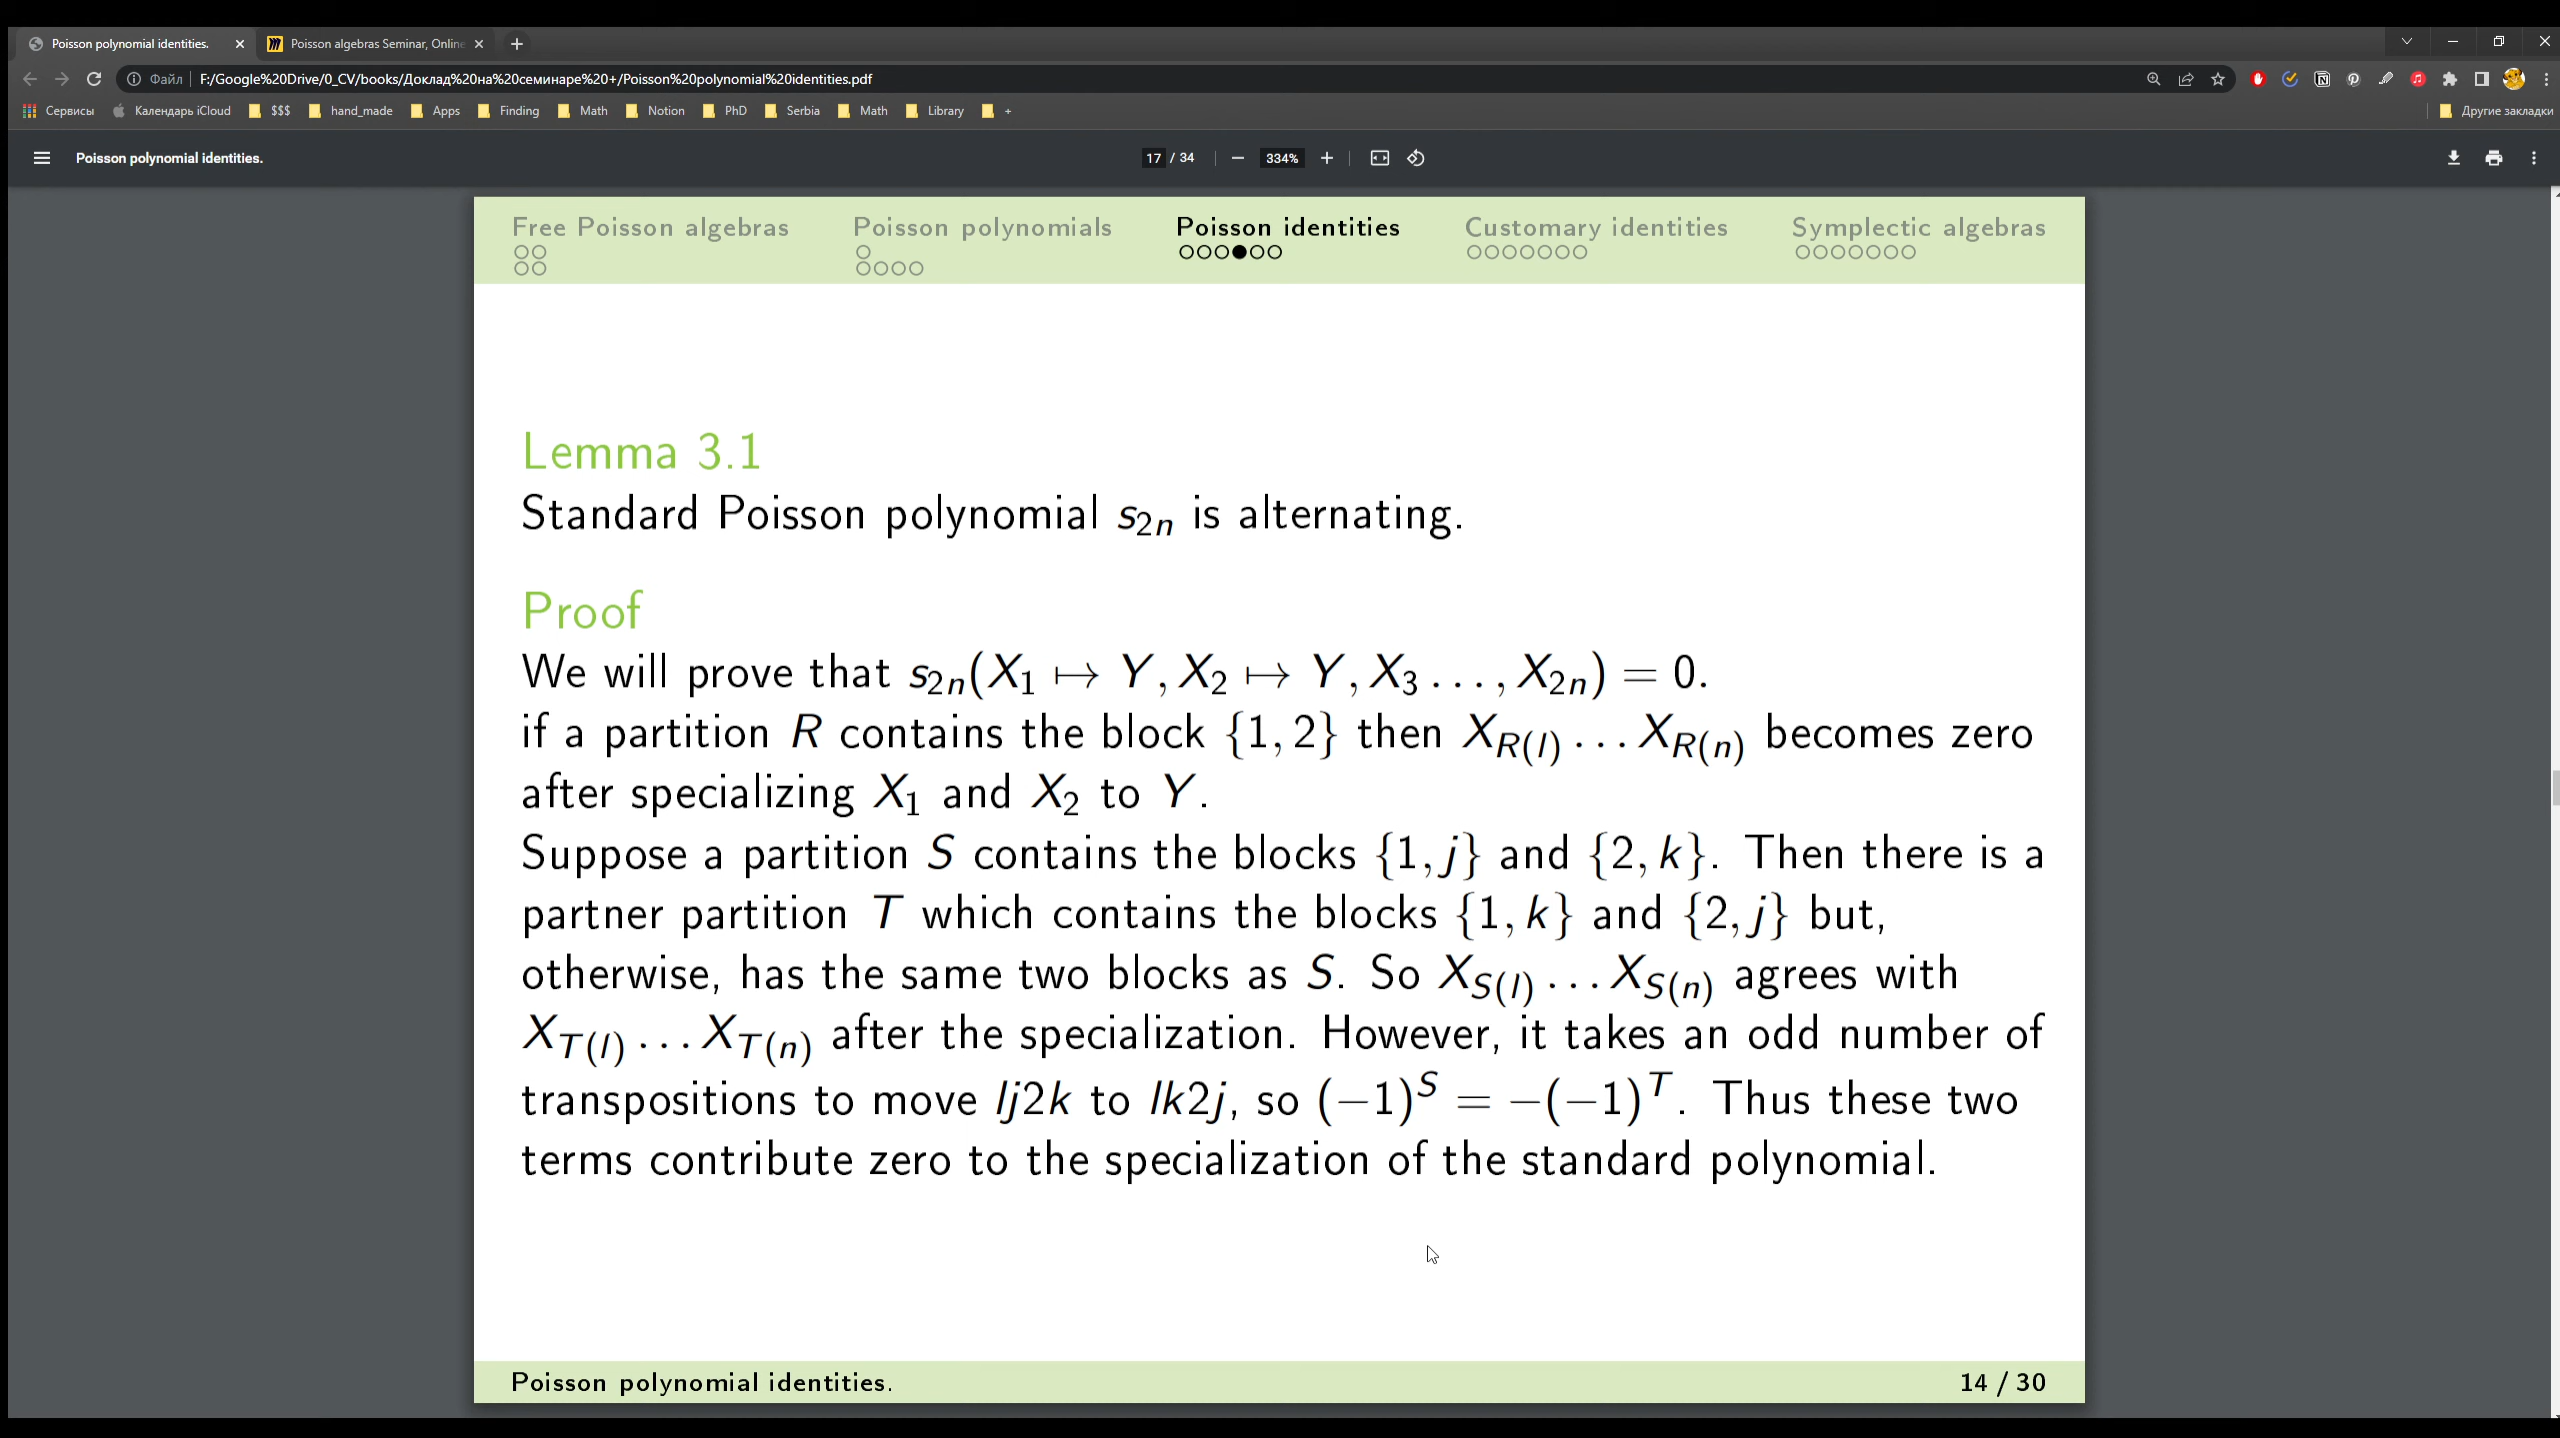 Poisson polynomial identities.
Poisson algebras Seminar, Online
Файл
F:/Google%20Drive/0_CV/books/Доклад%20на%20семинаре%20+/Poisson%20polynomial%20identities.pdf
Сервисы Календарь iCloud $$$ hand_made Apps Finding Math Notion PhD Serbia Math Library + Другие закладки
Poisson polynomial identities. 17 / 34 334%
Free Poisson algebras Poisson polynomials Poisson identities Customary identities Symplectic algebras
Lemma 3.1
Standard Poisson polynomial s₂ₙ is alternating.
Proof
We will prove that s₂ₙ(X₁ ↦ Y, X₂ ↦ Y, X₃ . . . , X₂ₙ) = 0.
if a partition R contains the block {1, 2} then X_{R(l)} . . . X_{R(n)} becomes zero
after specializing X₁ and X₂ to Y.
Suppose a partition S contains the blocks {1, j} and {2, k}. Then there is a
partner partition T which contains the blocks {1, k} and {2, j} but,
otherwise, has the same two blocks as S. So X_{S(l)} . . . X_{S(n)} agrees with
X_{T(l)} . . . X_{T(n)} after the specialization. However, it takes an odd number of
transpositions to move lj2k to lk2j, so (−1)^S = −(−1)^T. Thus these two
terms contribute zero to the specialization of the standard polynomial.
Poisson polynomial identities. 14 / 30